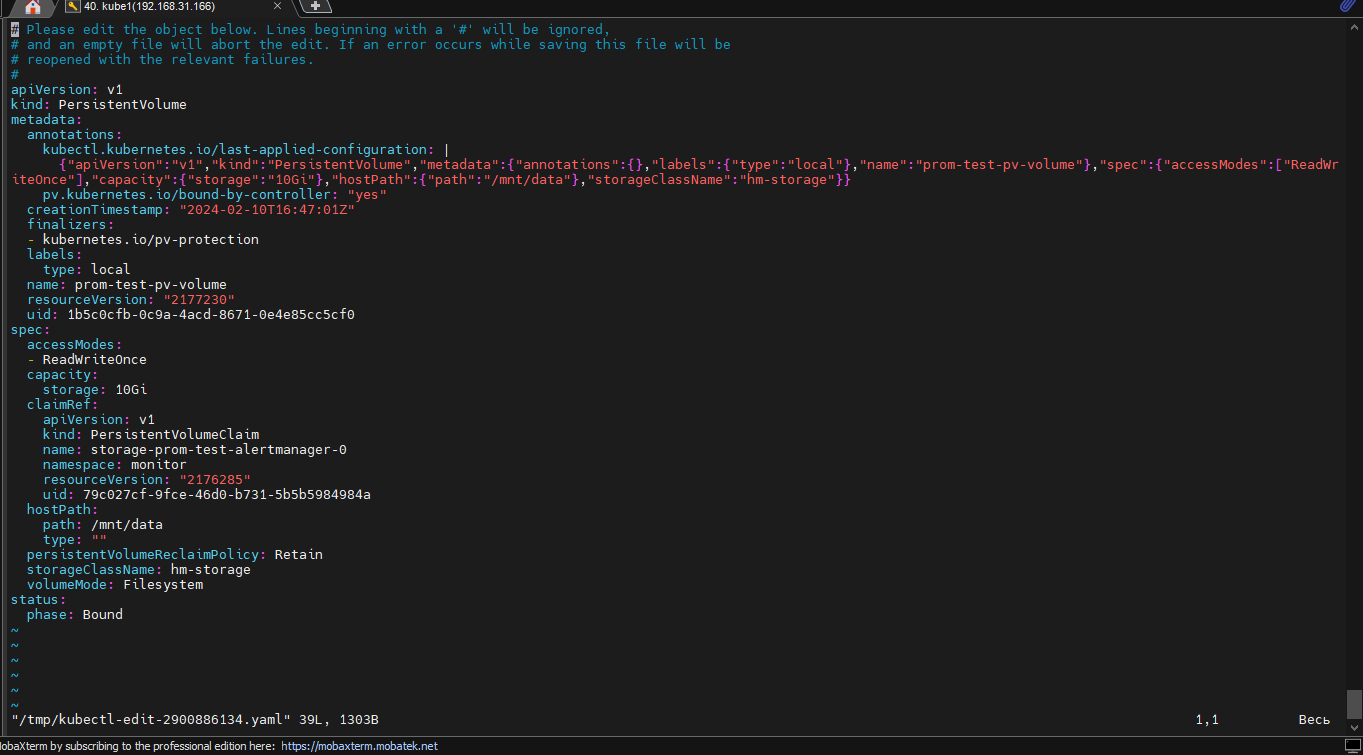 40. kube1(192.168.31.166)
# Please edit the object below. Lines beginning with a '#' will be ignored,
# and an empty file will abort the edit. If an error occurs while saving this file will be
# reopened with the relevant failures.
#
apiVersion: v1
kind: PersistentVolume
metadata:
  annotations:
    kubectl.kubernetes.io/last-applied-configuration: |
      {"apiVersion":"v1","kind":"PersistentVolume","metadata":{"annotations":{},"labels":{"type":"local"},"name":"prom-test-pv-volume"},"spec":{"accessModes":["ReadWr
iteOnce"],"capacity":{"storage":"10Gi"},"hostPath":{"path":"/mnt/data"},"storageClassName":"hm-storage"}}
    pv.kubernetes.io/bound-by-controller: "yes"
  creationTimestamp: "2024-02-10T16:47:01Z"
  finalizers:
  - kubernetes.io/pv-protection
  labels:
    type: local
  name: prom-test-pv-volume
  resourceVersion: "2177230"
  uid: 1b5c0cfb-0c9a-4acd-8671-0e4e85cc5cf0
spec:
  accessModes:
  - ReadWriteOnce
  capacity:
    storage: 10Gi
  claimRef:
    apiVersion: v1
    kind: PersistentVolumeClaim
    name: storage-prom-test-alertmanager-0
    namespace: monitor
    resourceVersion: "2176285"
    uid: 79c027cf-9fce-46d0-b731-5b5b5984984a
  hostPath:
    path: /mnt/data
    type: ""
  persistentVolumeReclaimPolicy: Retain
  storageClassName: hm-storage
  volumeMode: Filesystem
status:
  phase: Bound
~
~
~
~
~
~
"/tmp/kubectl-edit-2900886134.yaml" 39L, 1303B 1,1 Весь
obaXterm by subscribing to the professional edition here: https://mobaxterm.mobatek.net